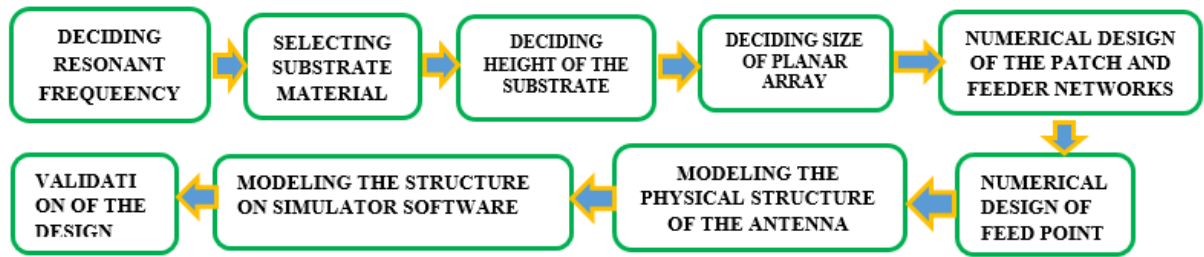 DECIDING
RESONANT
FREQUEENCY
SELECTING
SUBSTRATE
MATERIAL
DECIDING
HEIGHT OF THE
SUBSTRATE
DECIDING SIZE
OF PLANAR
ARRAY
NUMERICAL DESIGN
OF THE PATCH AND
FEEDER NETWORKS
NUMERICAL
DESIGN OF
FEED POINT
MODELING THE
PHYSICAL STRUCTURE
OF THE ANTENNA
MODELING THE STRUCTURE
ON SIMULATOR SOFTWARE
VALIDATI
ON OF THE
DESIGN